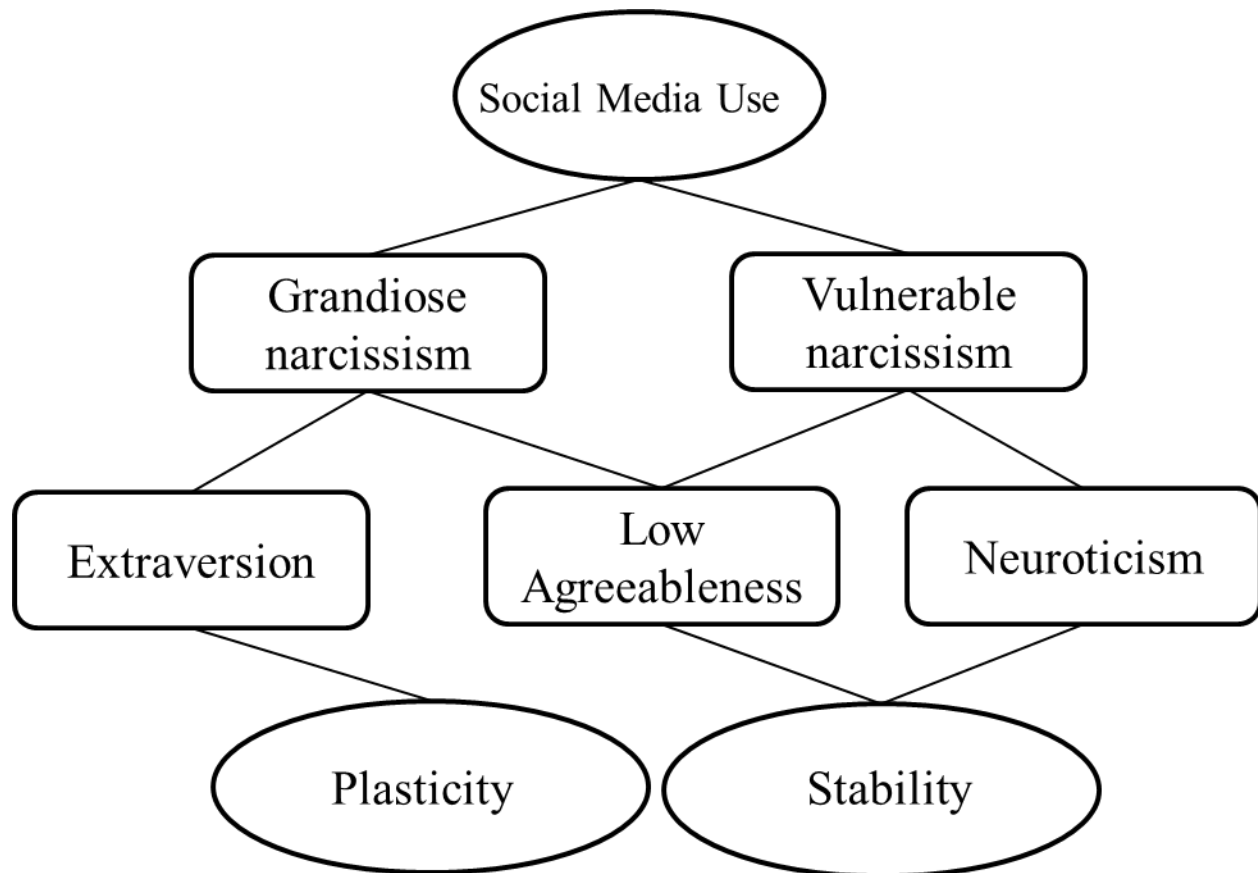 Social Media Use
Grandiose
narcissism
Vulnerable
narcissism
Extraversion
Low
Agreeableness
Neuroticism
Plasticity
Stability